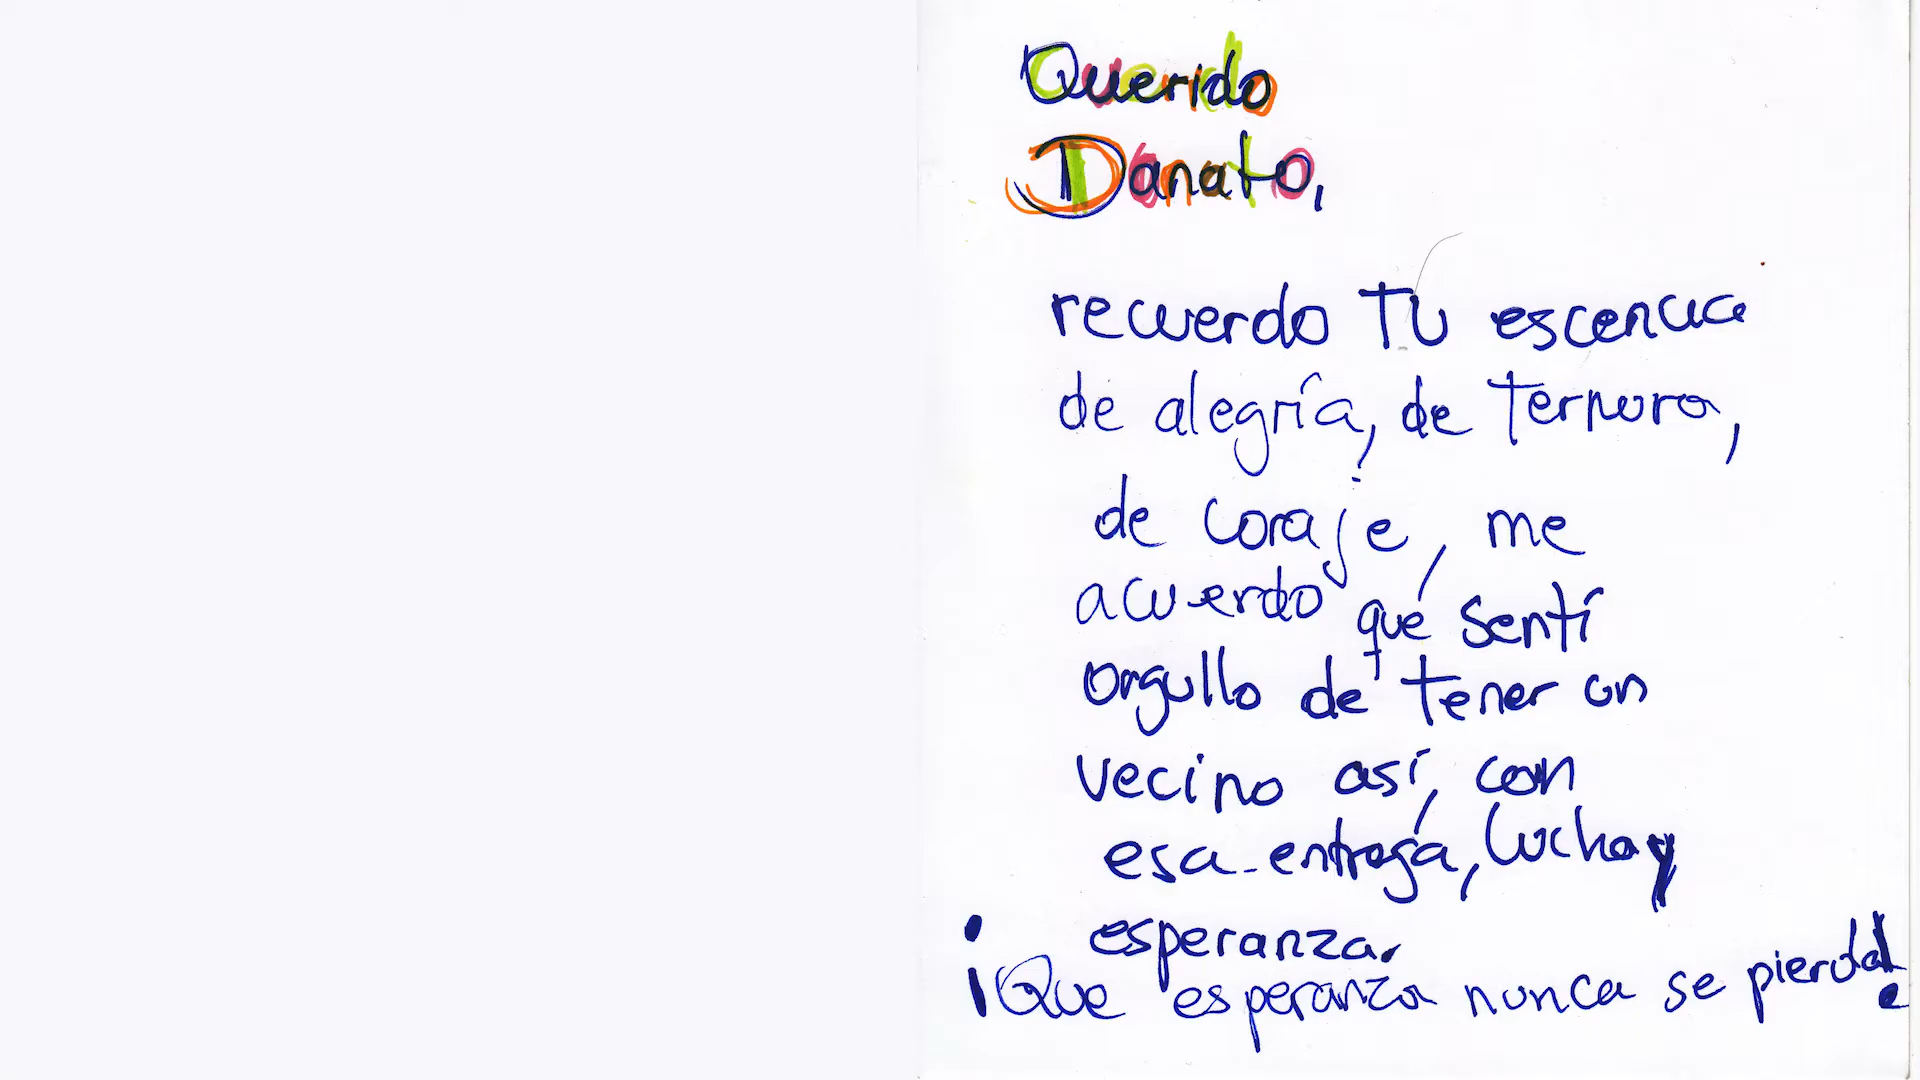 Querido
Danato,
recuerdo TU escencia
de alegría, de ternura,
de coraje, me
acuerdo que sentí
orgullo de tener un
vecino así, con
esa entrega, lucha y
esperanza.
¡Que esperanza nunca se pierda!